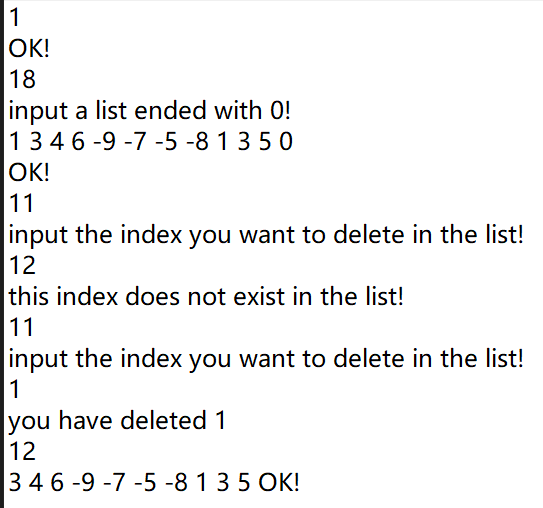 1
OK!
18
input a list ended with 0!
1 3 4 6 -9 -7 -5 -8 1 3 5 0
OK!
11
input the index you want to delete in the list!
12
this index does not exist in the list!
11
input the index you want to delete in the list!
1
you have deleted 1
12
3 4 6 -9 -7 -5 -8 1 3 5 OK!